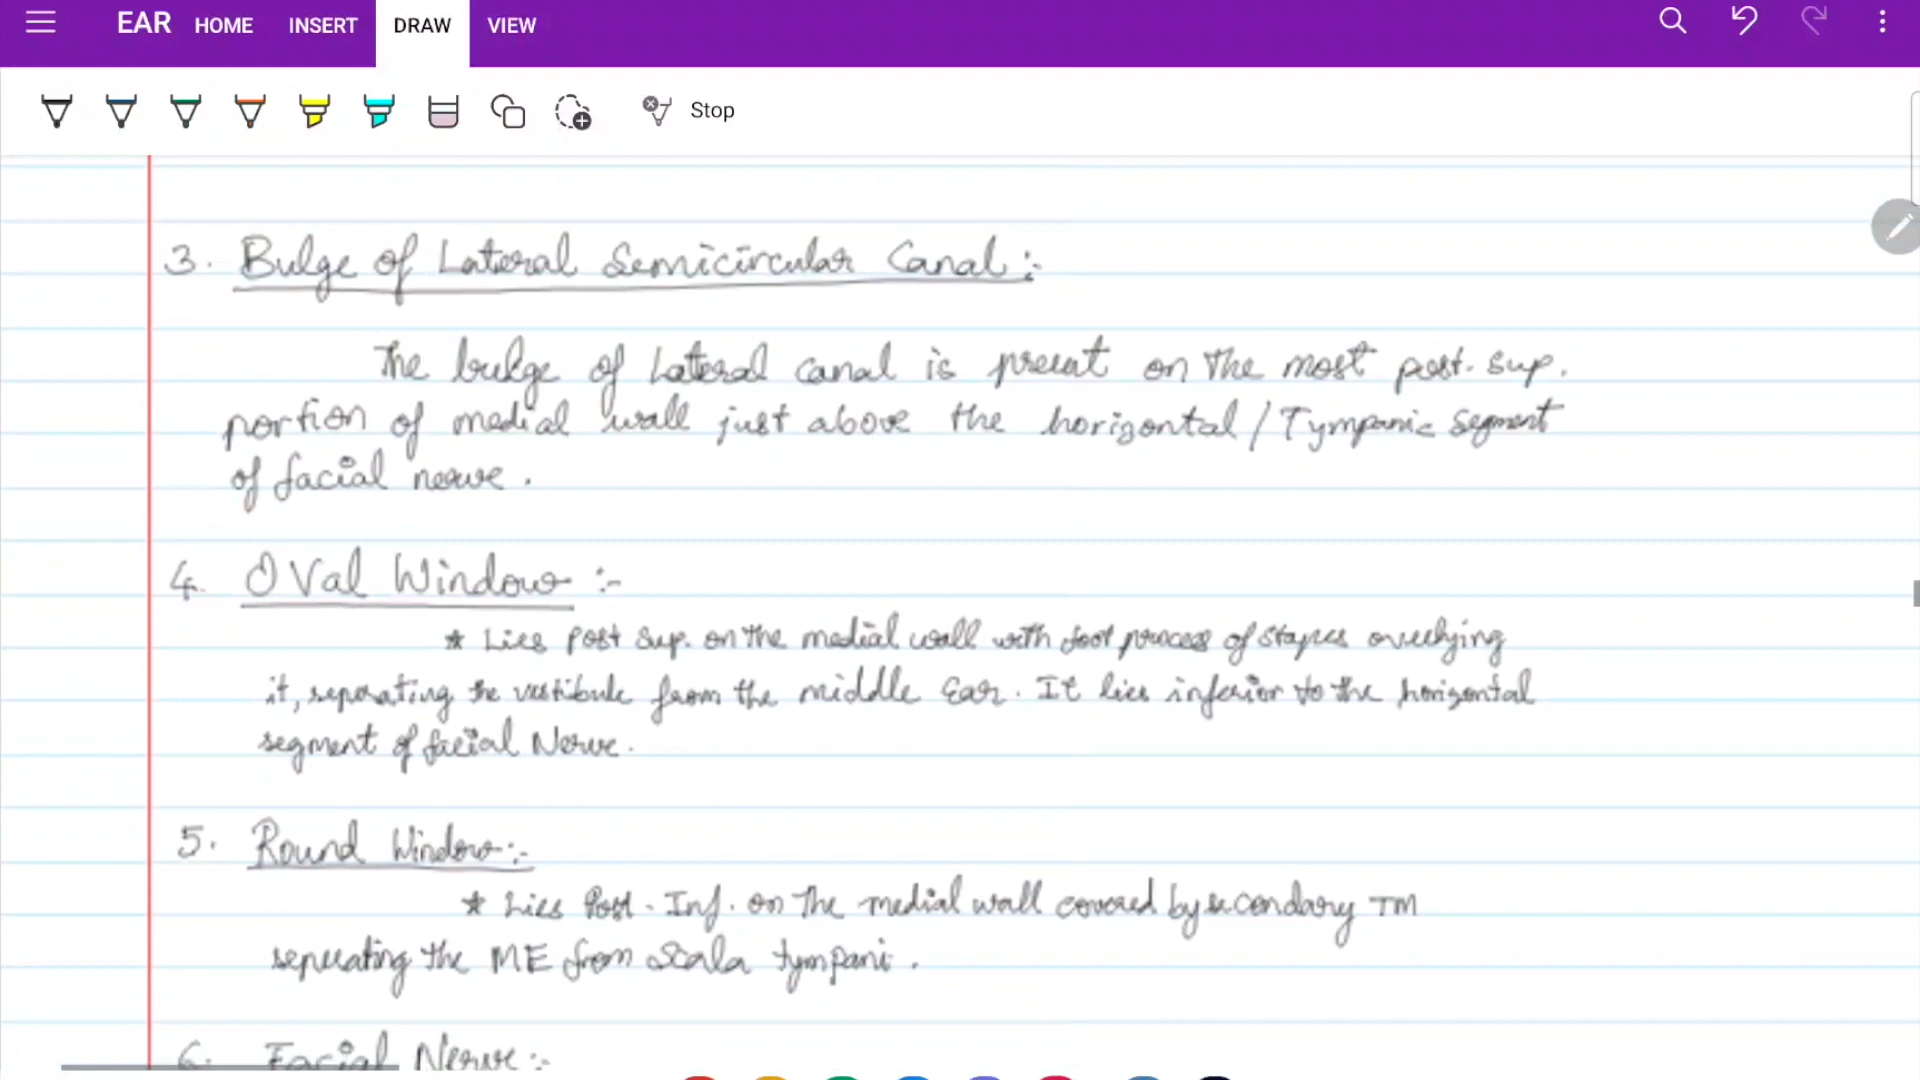 EAR HOME INSERT DRAW VIEW
Stop
3. Bulge of Lateral Semicircular Canal :-
The bulge of lateral canal is present on the most post. sup.
portion of medial wall just above the horizontal / Tympanic segment
of facial nerve.
4. Oval Window :-
* Lies post sup. on the medial wall with foot process of stapes overlying
it, seperating the vestibule from the middle Ear. It lies inferior to the horizontal
segment of facial Nerve.
5. Round Window :-
* Lies Post - Inf. on the medial wall covered by secondary TM
seperating the ME from Scala tympani.
6. Facial Nerve :-